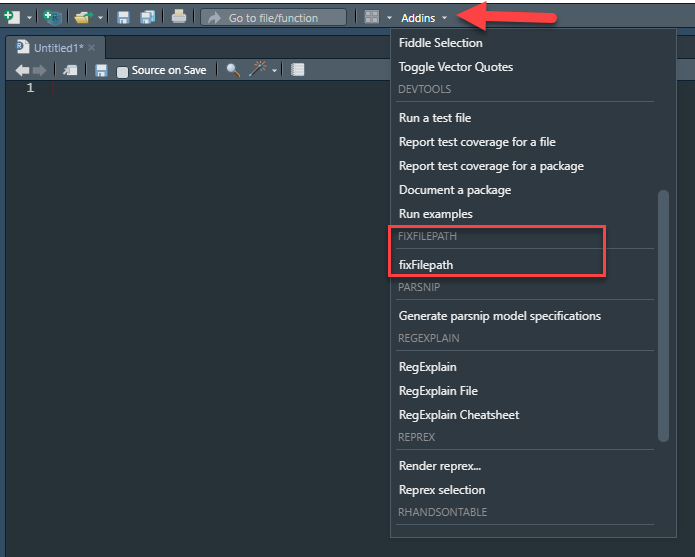 Go to file/function
Addins
Untitled1*
Source on Save
1
Fiddle Selection
Toggle Vector Quotes
DEVTOOLS
Run a test file
Report test coverage for a file
Report test coverage for a package
Document a package
Run examples
FIXFILEPATH
fixFilepath
PARSNIP
Generate parsnip model specifications
REGEXPLAIN
RegExplain
RegExplain File
RegExplain Cheatsheet
REPREX
Render reprex...
Reprex selection
RHANDSONTABLE